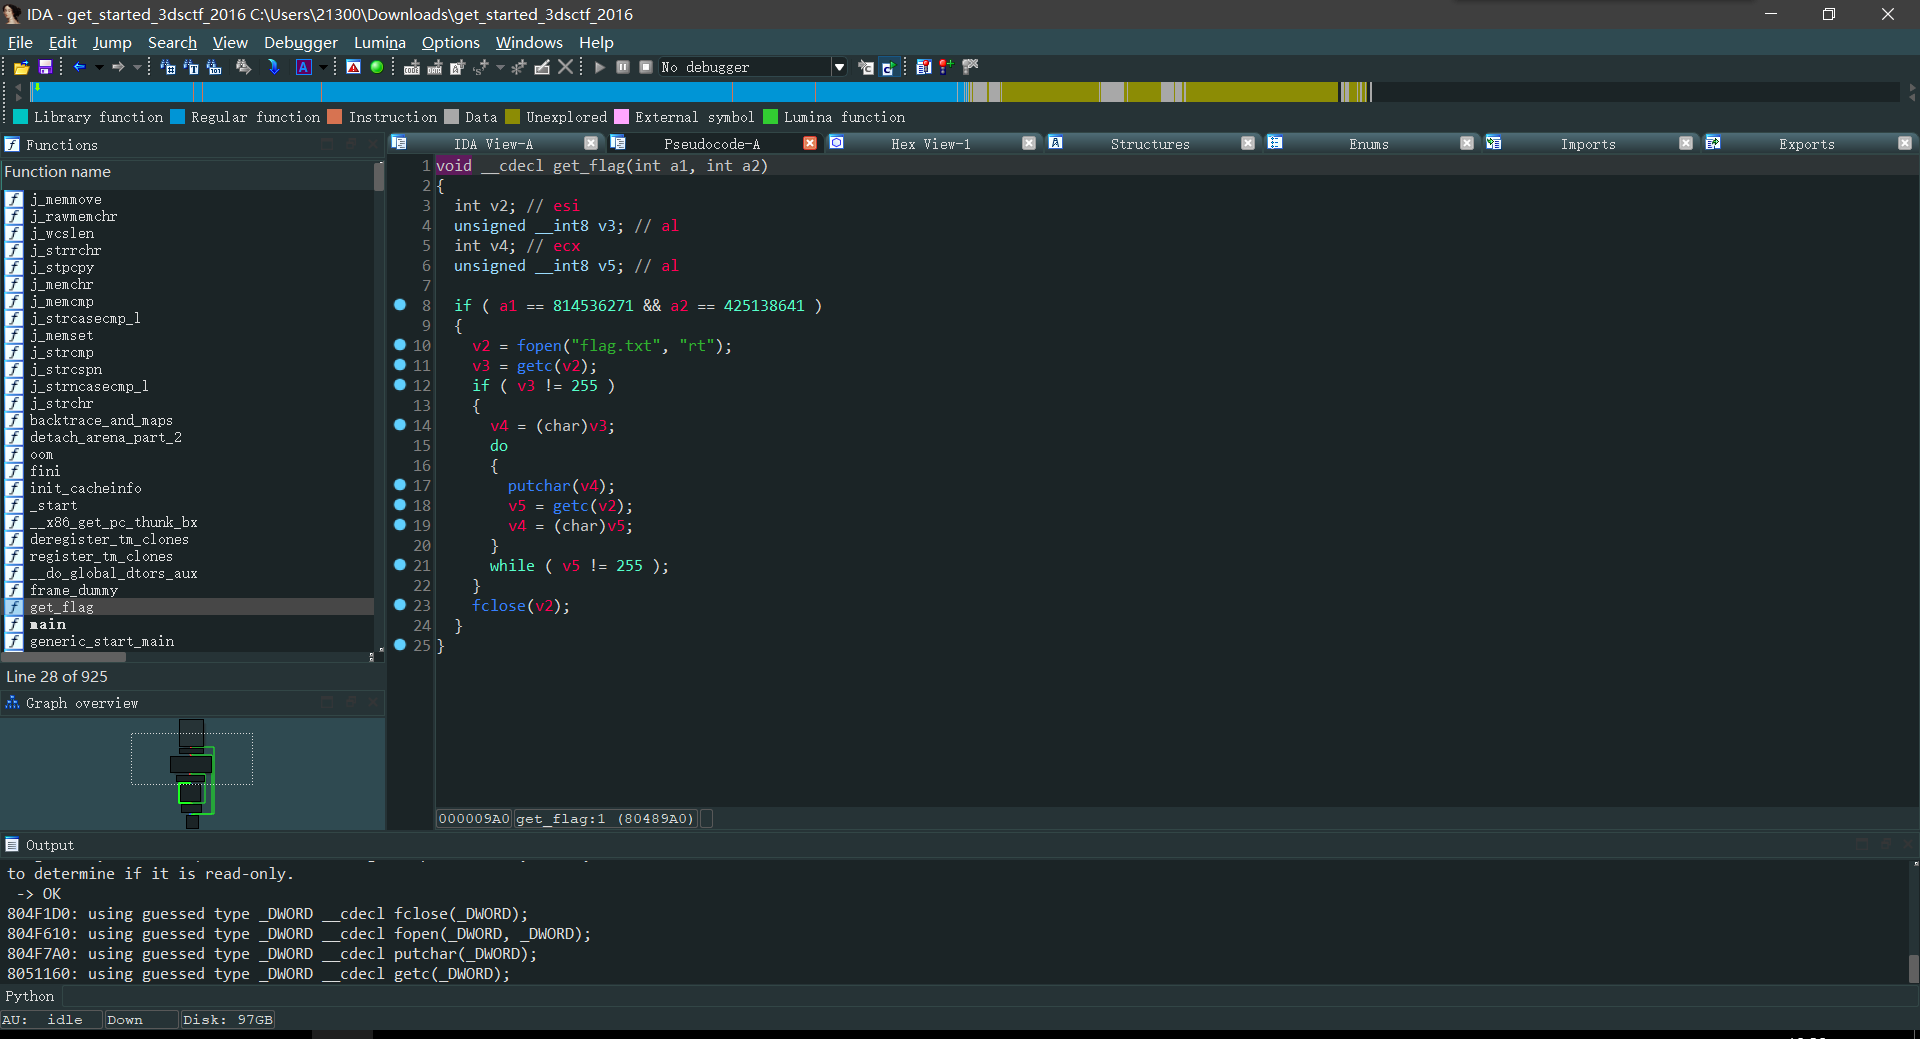 IDA - get_started_3dsctf_2016 C:\Users\21300\Downloads\get_started_3dsctf_2016
File Edit Jump Search View Debugger Lumina Options Windows Help
No debugger
Library function Regular function Instruction Data Unexplored External symbol Lumina function
Functions
IDA View-A Pseudocode-A Hex View-1 Structures Enums Imports Exports
Function name
j_memmove
j_rawmemchr
j_wcslen
j_strrchr
j_stpcpy
j_memchr
j_memcmp
j_strcasecmp_l
j_memset
j_strcmp
j_strcspn
j_strncasecmp_l
j_strchr
backtrace_and_maps
detach_arena_part_2
oom
fini
init_cacheinfo
_start
__x86_get_pc_thunk_bx
deregister_tm_clones
register_tm_clones
__do_global_dtors_aux
frame_dummy
get_flag
main
generic_start_main
Line 28 of 925
Graph overview
1 void __cdecl get_flag(int a1, int a2)
2 {
3 int v2; // esi
4 unsigned __int8 v3; // al
5 int v4; // ecx
6 unsigned __int8 v5; // al
7
8 if ( a1 == 814536271 && a2 == 425138641 )
9 {
10 v2 = fopen("flag.txt", "rt");
11 v3 = getc(v2);
12 if ( v3 != 255 )
13 {
14 v4 = (char)v3;
15 do
16 {
17 putchar(v4);
18 v5 = getc(v2);
19 v4 = (char)v5;
20 }
21 while ( v5 != 255 );
22 }
23 fclose(v2);
24 }
25 }
000009A0 get_flag:1 (80489A0)
Output
to determine if it is read-only.
-> OK
804F1D0: using guessed type _DWORD __cdecl fclose(_DWORD);
804F610: using guessed type _DWORD __cdecl fopen(_DWORD, _DWORD);
804F7A0: using guessed type _DWORD __cdecl putchar(_DWORD);
8051160: using guessed type _DWORD __cdecl getc(_DWORD);
Python
AU: idle Down Disk: 97GB